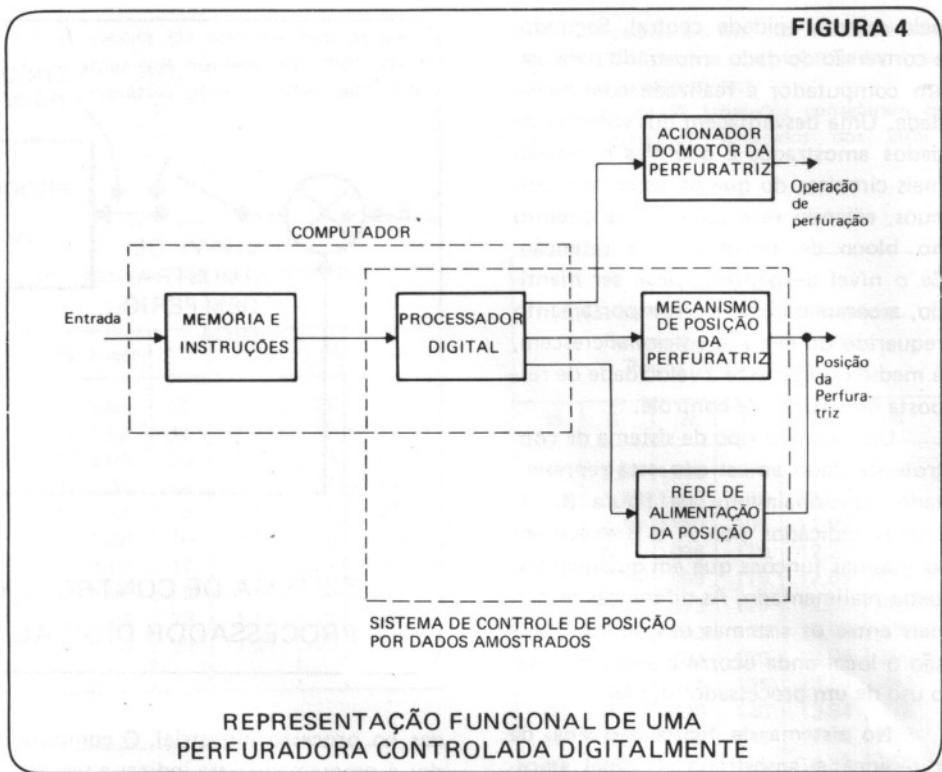 FIGURA 4
ACIONADOR
DO MOTOR DA
PERFURATRIZ
Operação
de
perfuração
COMPUTADOR
Entrada
MEMÓRIA E
INSTRUÇÕES
PROCESSADOR
DIGITAL
MECANISMO
DE POSIÇÃO
DA
PERFURATRIZ
Posição
da
Perfura-
triz
REDE DE
ALIMENTAÇÃO
DA POSIÇÃO
SISTEMA DE CONTROLE DE POSIÇÃO
POR DADOS AMOSTRADOS
REPRESENTAÇÃO FUNCIONAL DE UMA
PERFURADORA CONTROLADA DIGITALMENTE